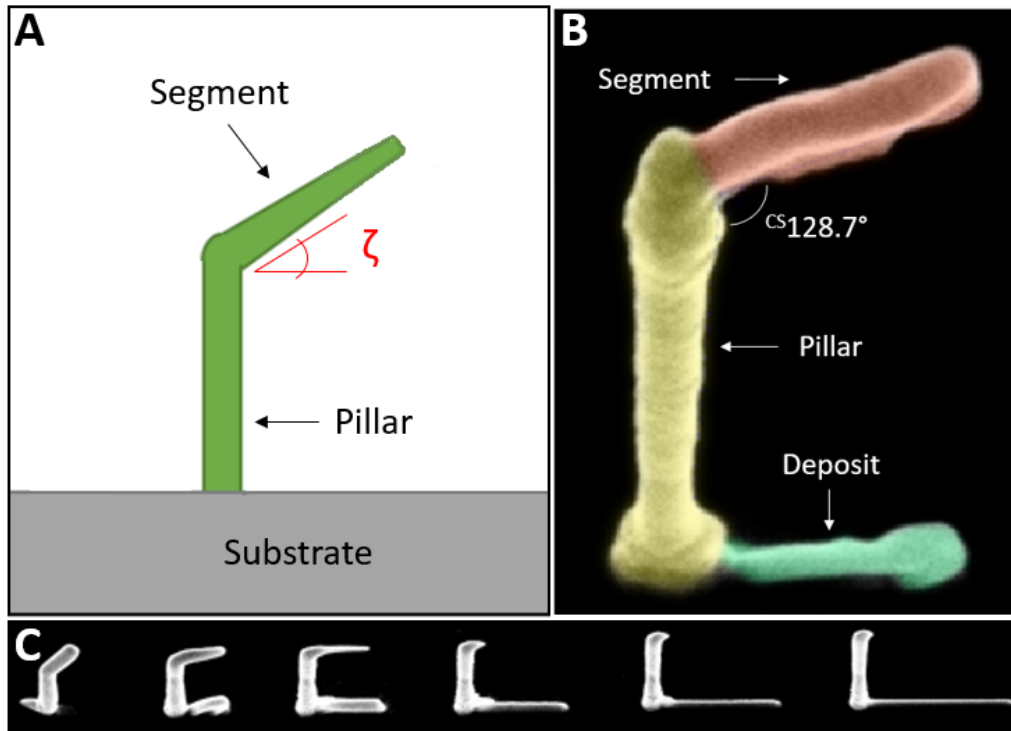 A
Segment
ζ
Pillar
Substrate
B
Segment
CS128.7°
Pillar
Deposit
C